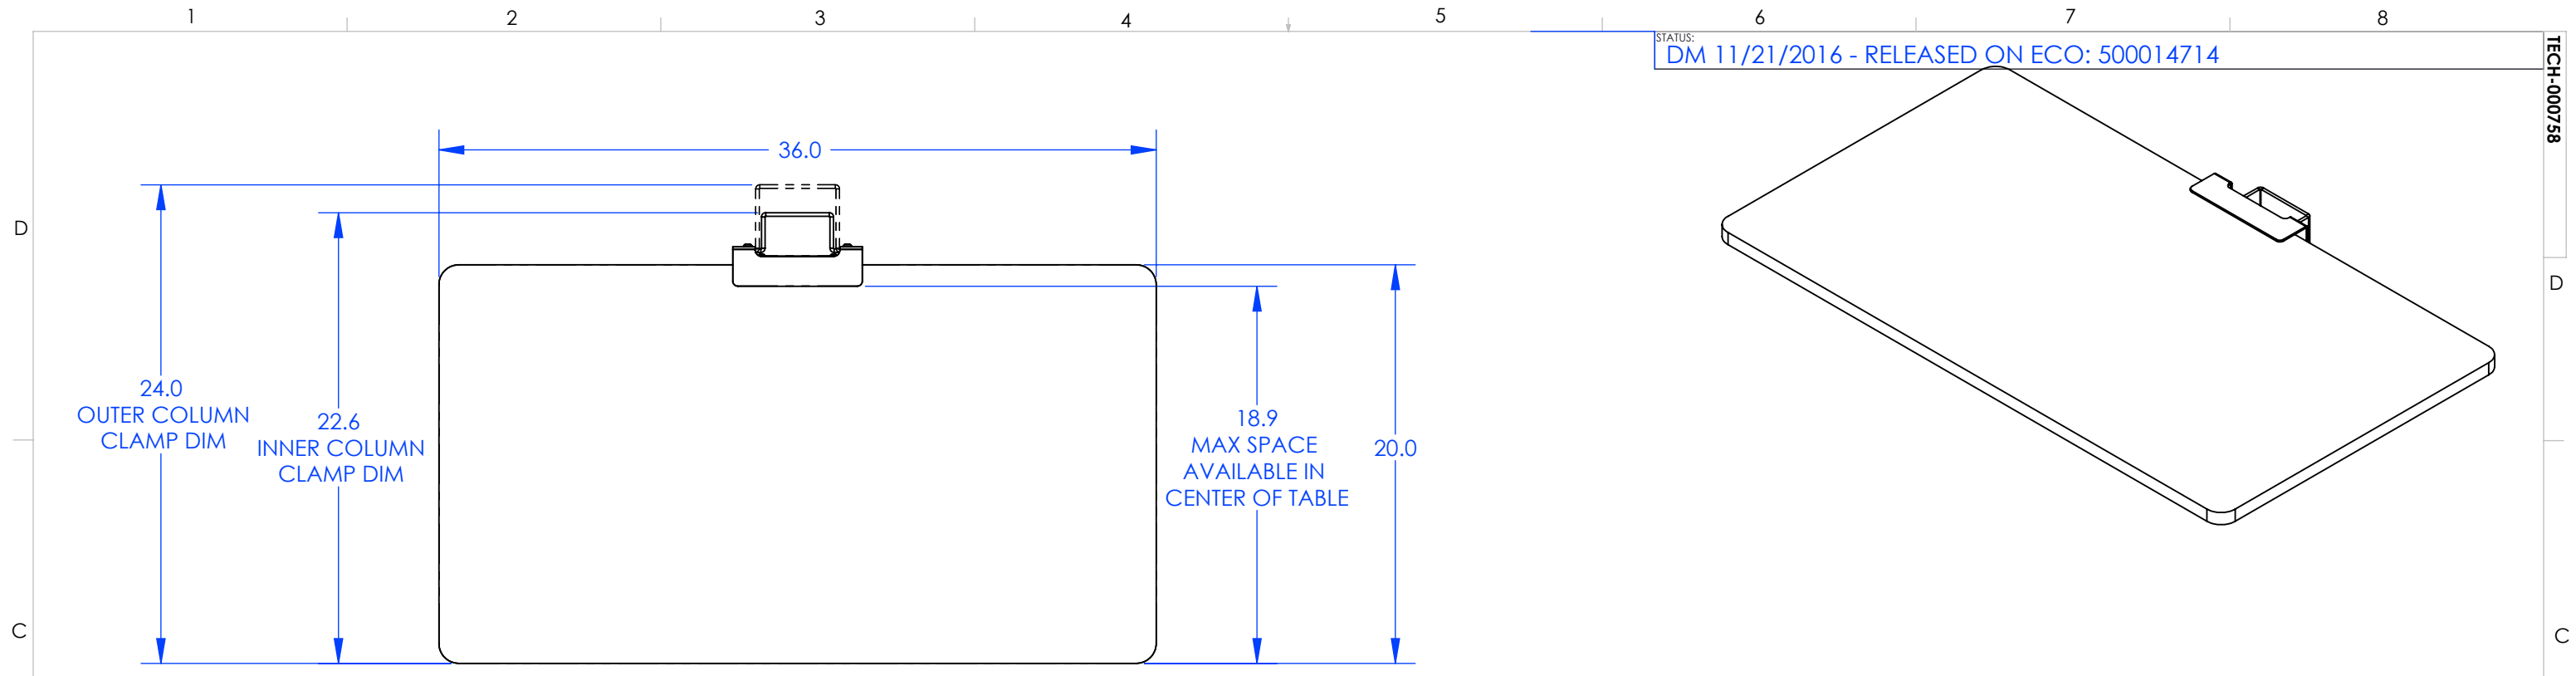 1 2 3 4 5 6 7 8
STATUS:
DM 11/21/2016 - RELEASED ON ECO: 500014714
TECH-000758
36.0
D
D
24.0
OUTER COLUMN
CLAMP DIM
22.6
INNER COLUMN
CLAMP DIM
18.9
MAX SPACE
AVAILABLE IN
CENTER OF TABLE
20.0
C
C